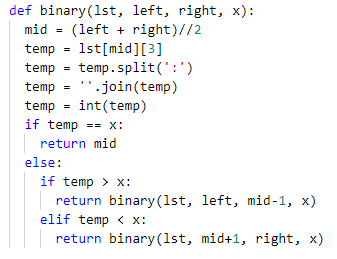 def binary(lst, left, right, x):
  mid = (left + right)//2
  temp = lst[mid][3]
  temp = temp.split(':')
  temp = ''.join(temp)
  temp = int(temp)
  if temp == x:
    return mid
  else:
    if temp > x:
      return binary(lst, left, mid-1, x)
    elif temp < x:
      return binary(lst, mid+1, right, x)